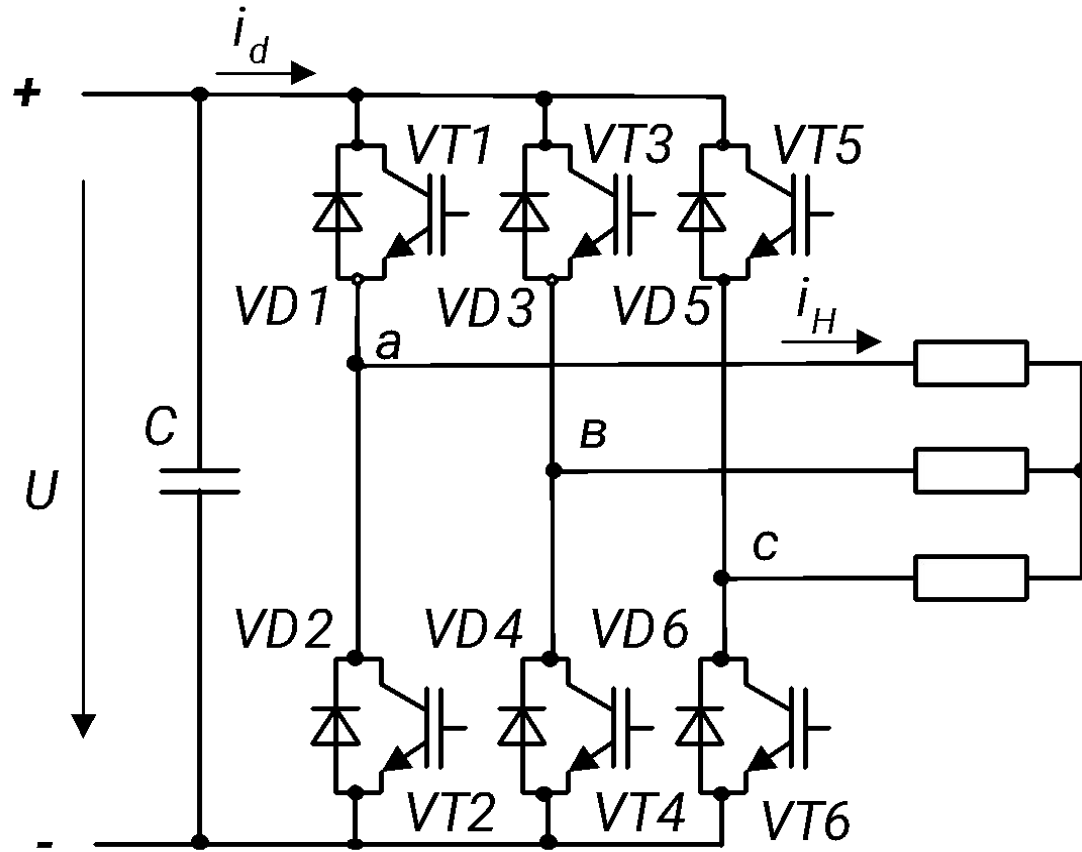 i_d
+
VT1 VT3 VT5
VD1 VD3 VD5
i_H
a
в
C
U
c
VD2 VD4 VD6
VT2 VT4 VT6
-